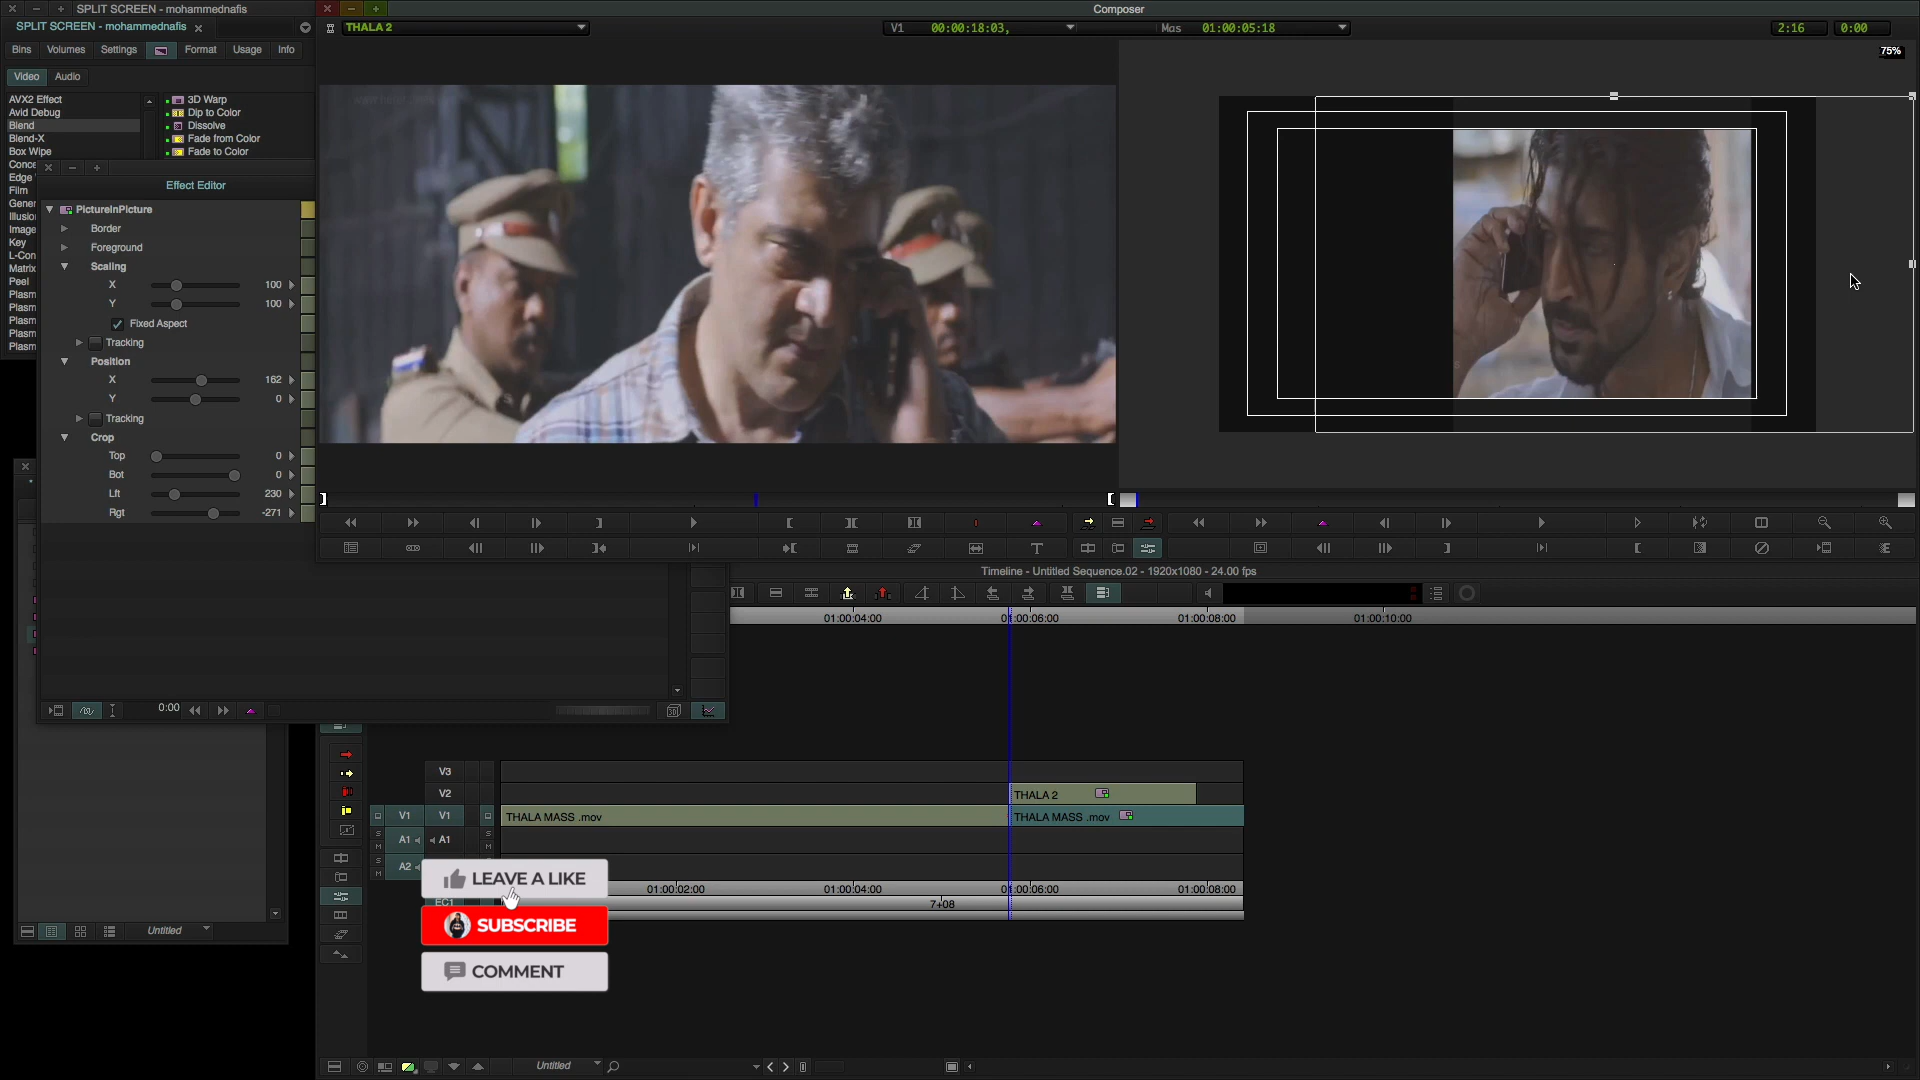 SPLIT SCREEN - mohammednafis
Composer
SPLIT SCREEN - mohammednafis
THALA 2
V1 00:00:18:03,
Mas 01:00:05:18
2:16 0:00
Bins Volumes Settings Format Usage Info
75%
Video Audio
AVX2 Effect
Avid Debug
Blend
Blend-X
Box Wipe
3D Warp
Dip to Color
Dissolve
Fade from Color
Fade to Color
Edge
Film
Key
Peel
Effect Editor
PictureInPicture
Border
Foreground
Scaling
X 100
Y 100
Fixed Aspect
Tracking
Position
X 162
Y 0
Tracking
Crop
Top 0
Bot 0
Lft 230
Rgt -271
0:00
Timeline - Untitled Sequence.02 - 1920x1080 - 24.00 fps
01:00:04:00 01:00:06:00 01:00:08:00 01:00:10:00
V3
V2 THALA 2
V1 V1 THALA MASS .mov THALA MASS .mov
A1 A1
A2
S
M
S
M
M
01:00:02:00 01:00:04:00 01:00:06:00 01:00:08:00
EC1 7+08
LEAVE A LIKE
SUBSCRIBE
COMMENT
Untitled
Untitled